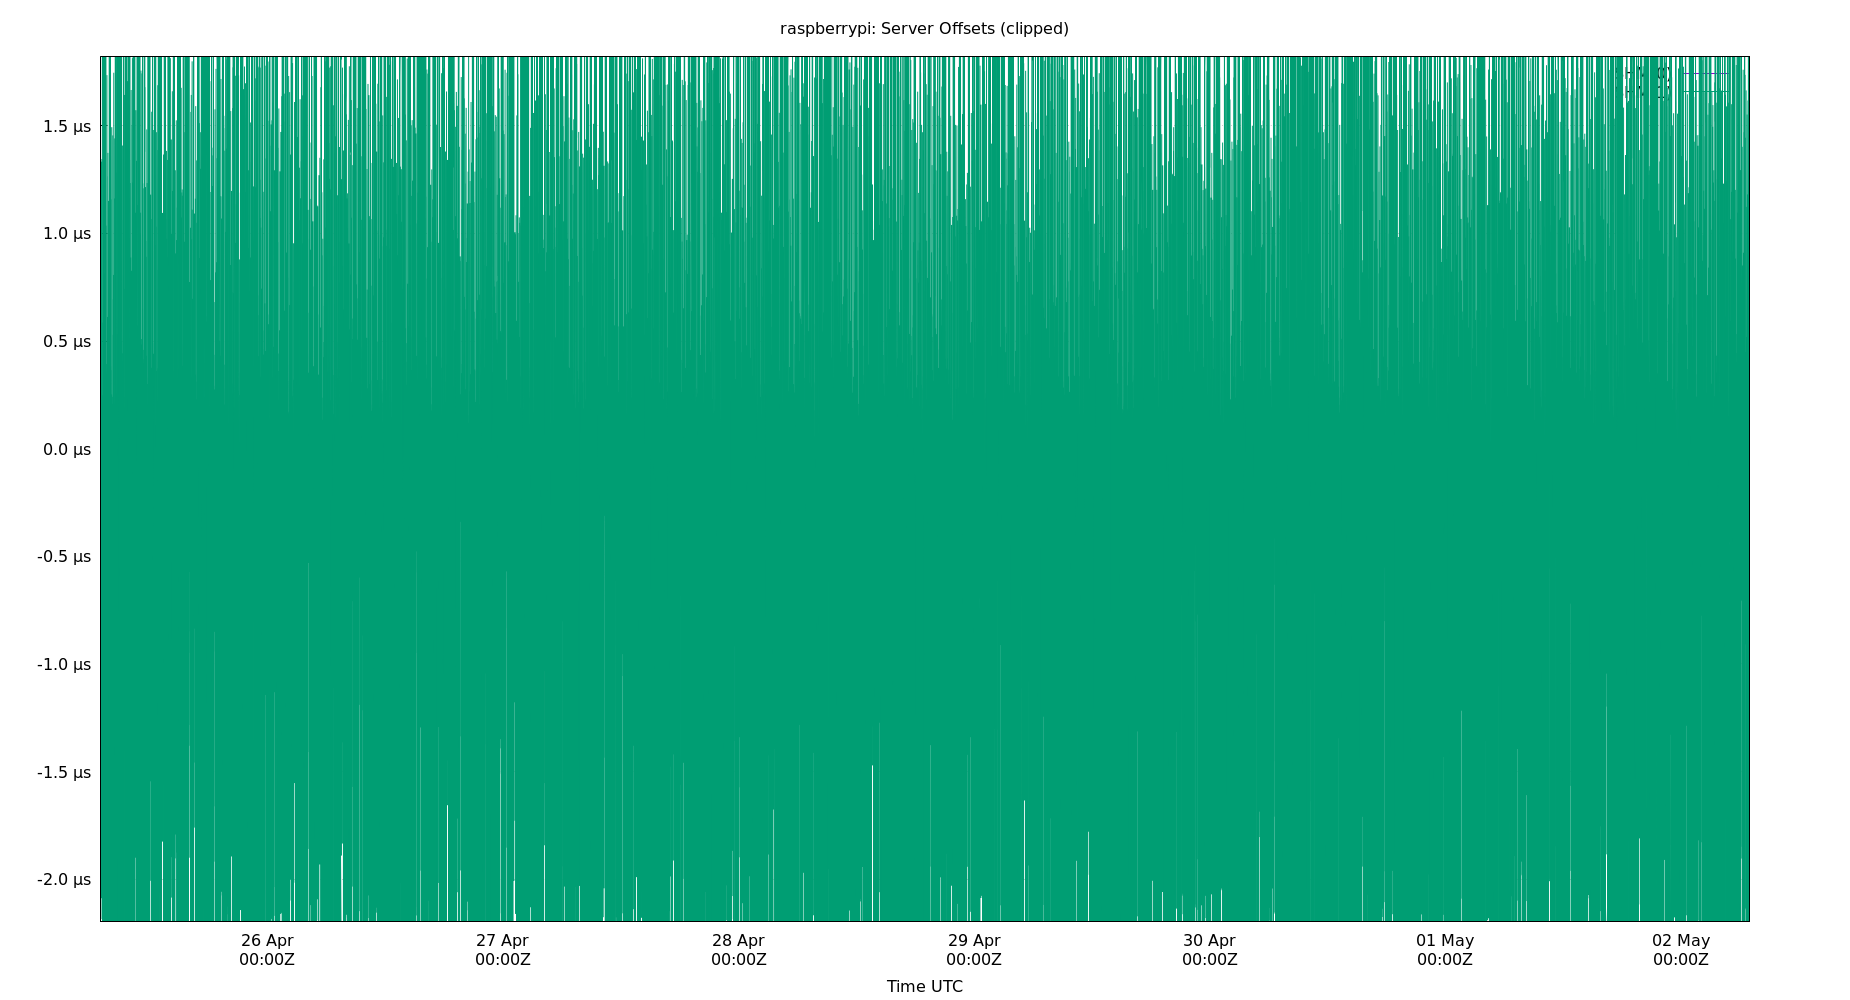 raspberrypi: Server Offsets (clipped)
1.5 µs
1.0 µs
0.5 µs
0.0 µs
-0.5 µs
-1.0 µs
-1.5 µs
-2.0 µs
26 Apr 27 Apr 28 Apr 29 Apr 30 Apr 01 May 02 May
00:00Z 00:00Z 00:00Z 00:00Z 00:00Z 00:00Z 00:00Z
Time UTC